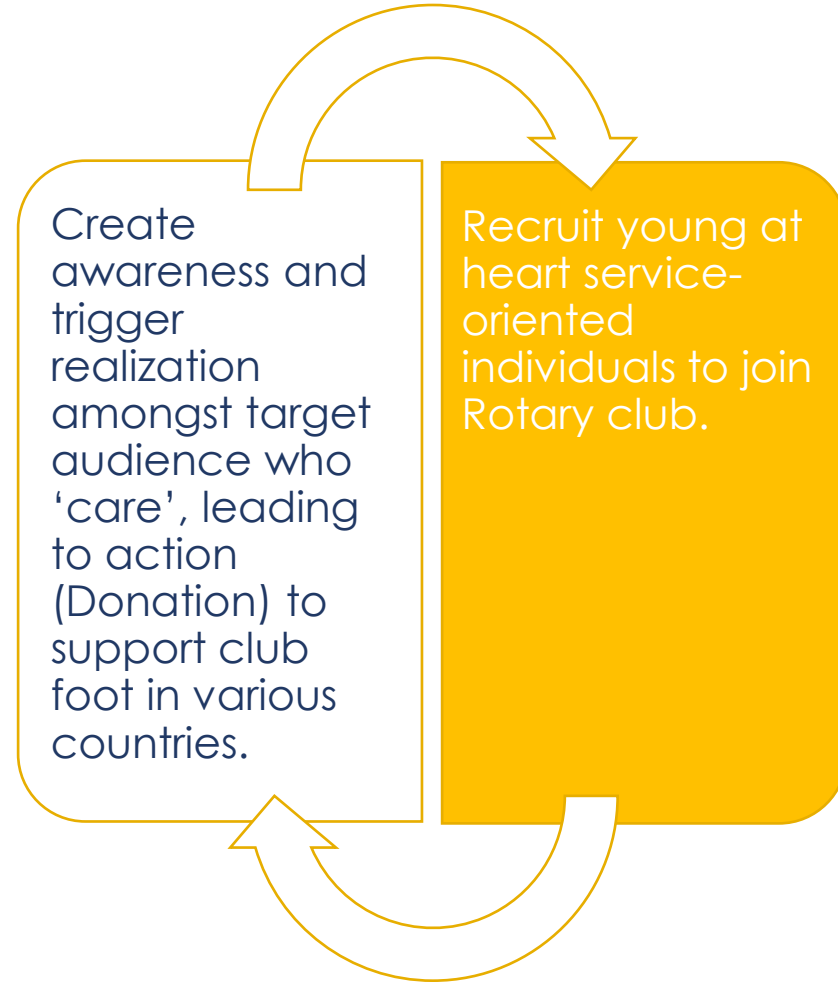 Create
awareness and
trigger
realization
amongst target
audience who
‘care’, leading
to action
(Donation) to
support club
foot in various
countries.
Recruit young at
heart service-
oriented
individuals to join
Rotary club.